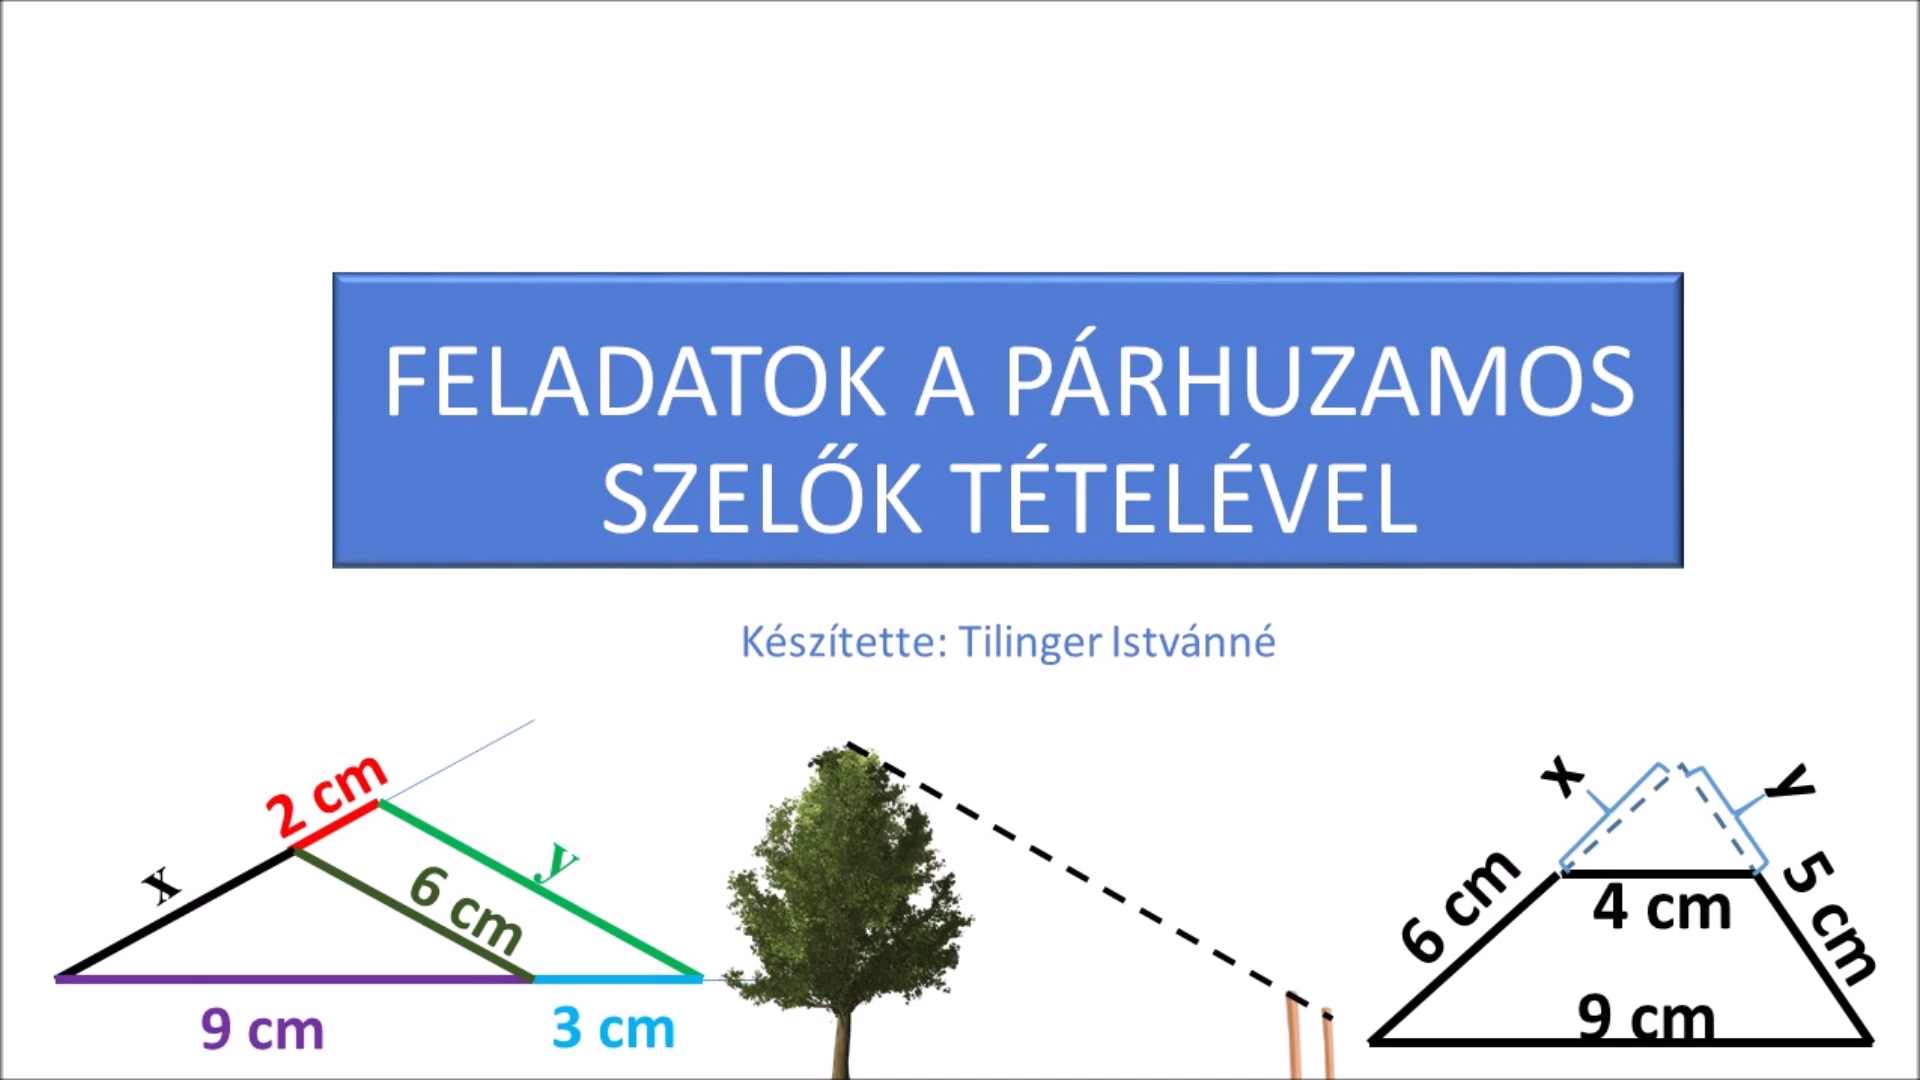 FELADATOK A PÁRHUZAMOS
SZELŐK TÉTELÉVEL
Készítette: Tilinger Istvánné
2 cm
x
6 cm
y
9 cm
3 cm
x
y
6 cm
4 cm
5 cm
9 cm